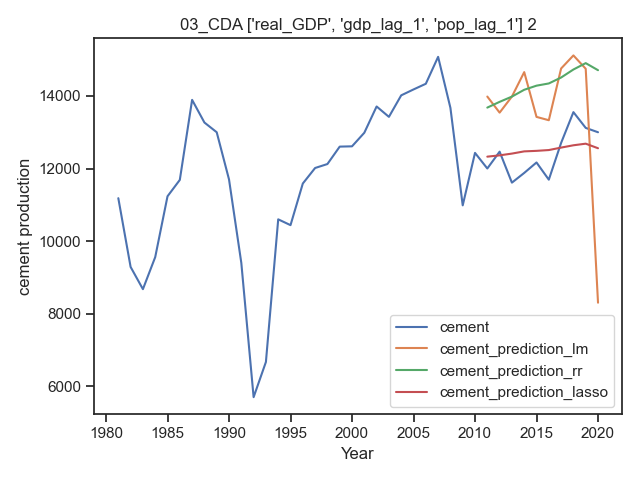 03_CDA ['real_GDP', 'gdp_lag_1', 'pop_lag_1'] 2
cement production
14000
12000
10000
8000
6000
cement
cement_prediction_lm
cement_prediction_rr
cement_prediction_lasso
1980 1985 1990 1995 2000 2005 2010 2015 2020
Year